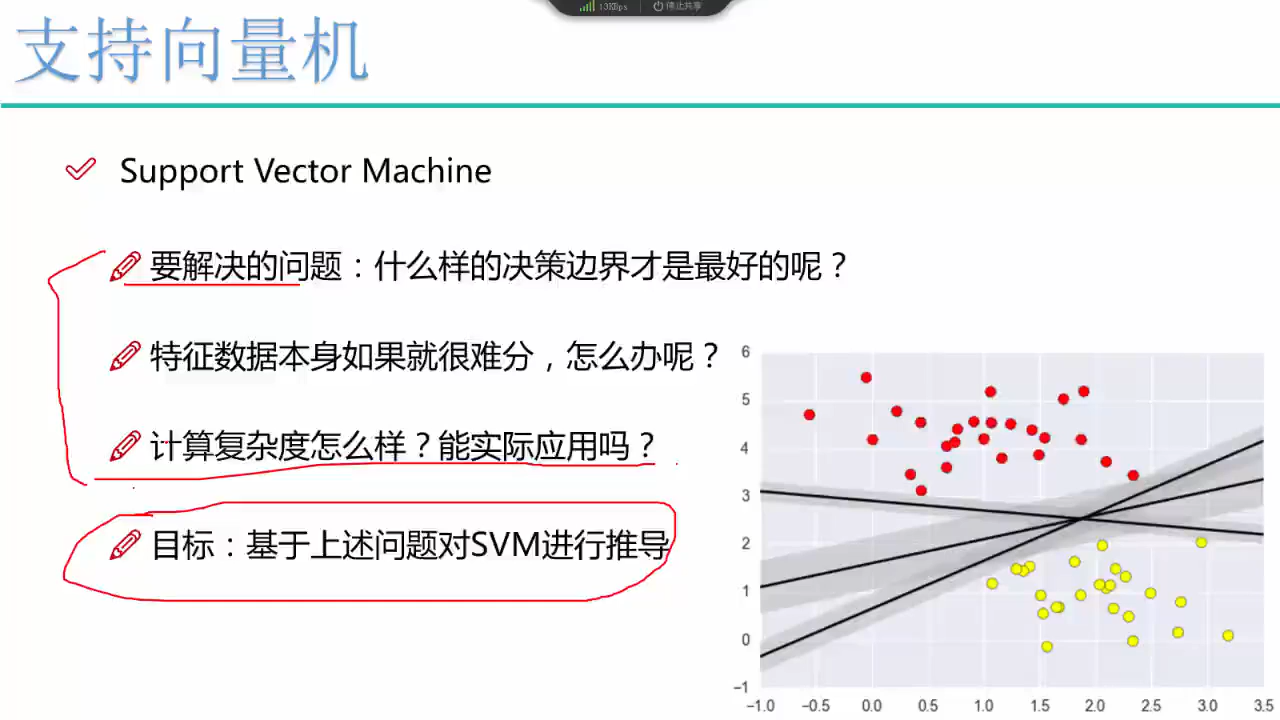 13KBps 停止共享
支持向量机
Support Vector Machine
要解决的问题：什么样的决策边界才是最好的呢？
特征数据本身如果就很难分，怎么办呢？
计算复杂度怎么样？能实际应用吗？
目标：基于上述问题对SVM进行推导
6
5
4
3
2
1
0
−1
−1.0 −0.5 0.0 0.5 1.0 1.5 2.0 2.5 3.0 3.5